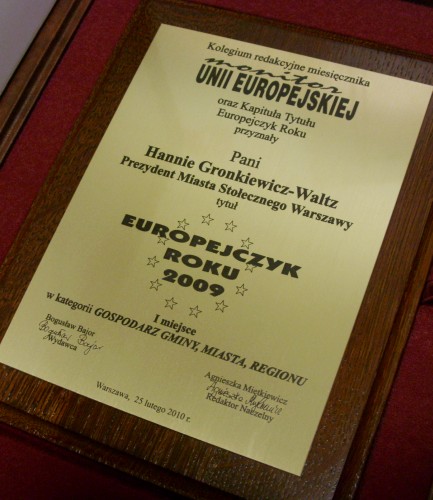 Kolegium redakcyjne miesięcznika
monitor
UNII EUROPEJSKIEJ
oraz Kapituła Tytułu
Europejczyk Roku
przyznały
Pani
Hannie Gronkiewicz-Waltz
Prezydent Miasta Stołecznego Warszawy
tytuł
EUROPEJCZYK
ROKU
2009
I miejsce
w kategorii GOSPODARZ GMINY, MIASTA, REGIONU
Bogusław Bajor
Bogusław Bajor
Wydawca
Agnieszka Miętkiewicz
Redaktor Naczelny
Warszawa, 25 lutego 2010 r.